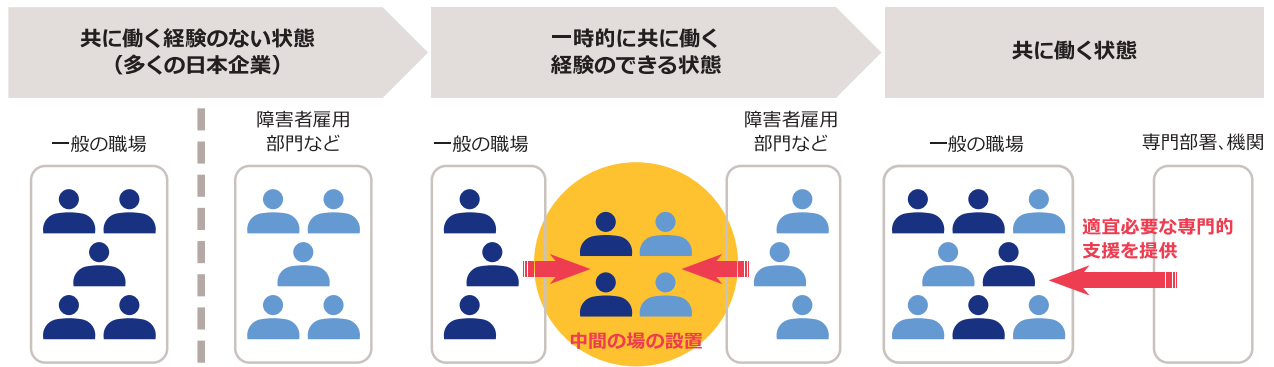 共に働く経験のない状態
（多くの日本企業）
一時的に共に働く
経験のできる状態
共に働く状態
一般の職場
障害者雇用
部門など
一般の職場
障害者雇用
部門など
一般の職場
専門部署、機関
中間の場の設置
適宜必要な専門的
支援を提供